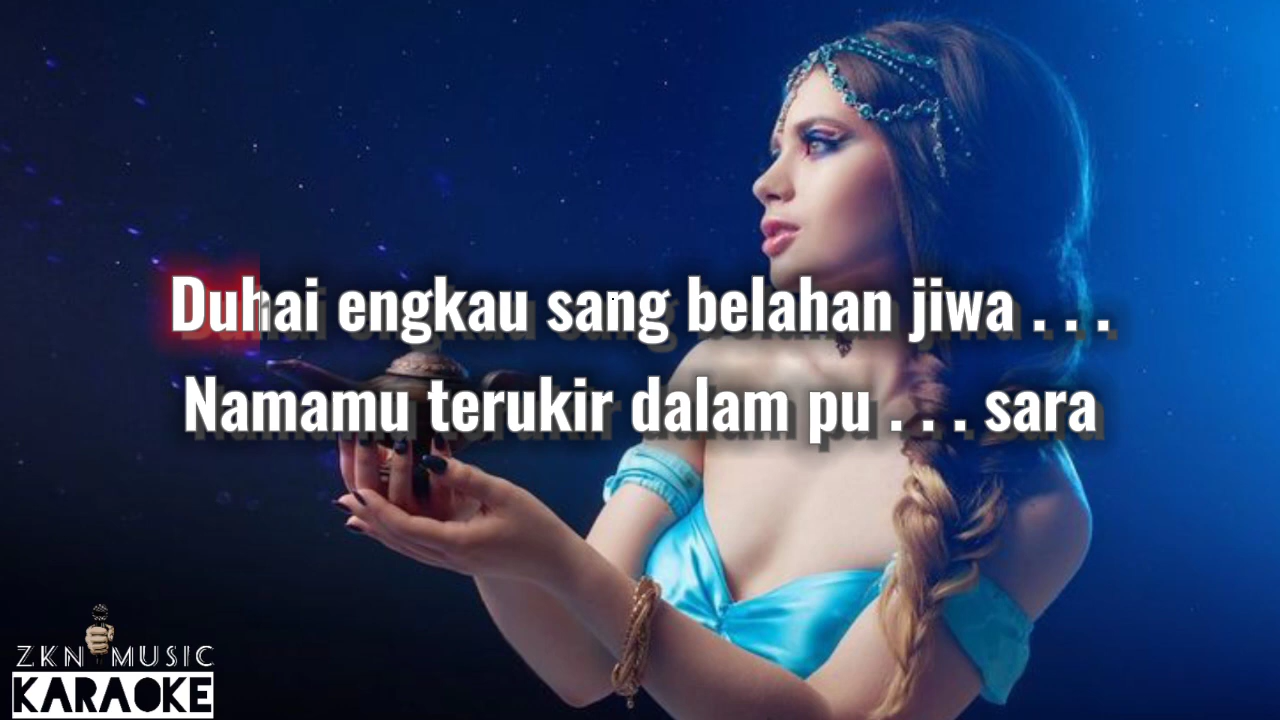 Duhai engkau sang belahan jiwa . . .
Namamu terukir dalam pu . . . sara
ZKN MUSIC
KARAOKE